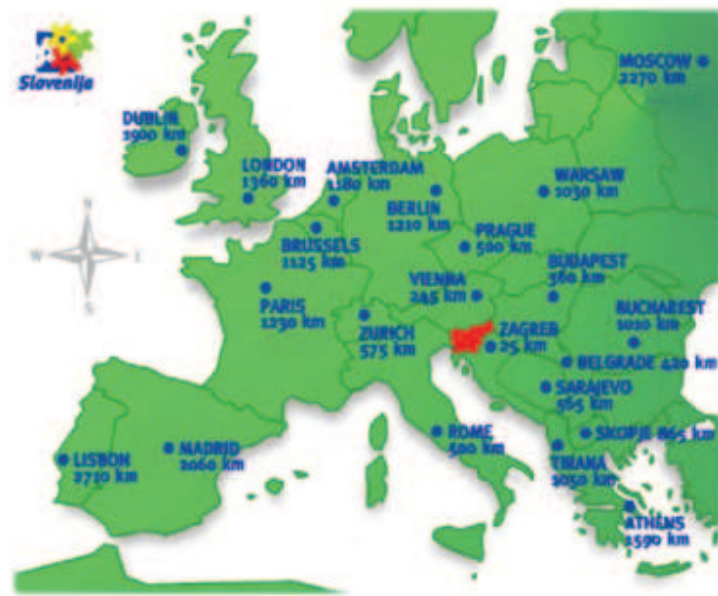 Slovenija
MOSCOW
2270 km
DUBLIN
1900 km
LONDON
1360 km
AMSTERDAM
1180 km
BERLIN
1210 km
WARSAW
1030 km
BRUSSELS
1125 km
PRAGUE
500 km
N
W
I
S
PARIS
1230 km
ZURICH
575 km
VIENNA
245 km
BUDAPEST
360 km
BUCHAREST
1010 km
ZAGREB
25 km
BELGRADE 420 km
SARAJEVO
565 km
LISBON
2710 km
MADRID
2060 km
ROME
500 km
SKOPJE 865 km
TIRANA
1050 km
ATHENS
1590 km